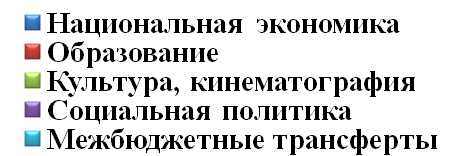 Национальная экономика
Образование
Культура, кинематография
Социальная политика
Межбюджетные трансферты